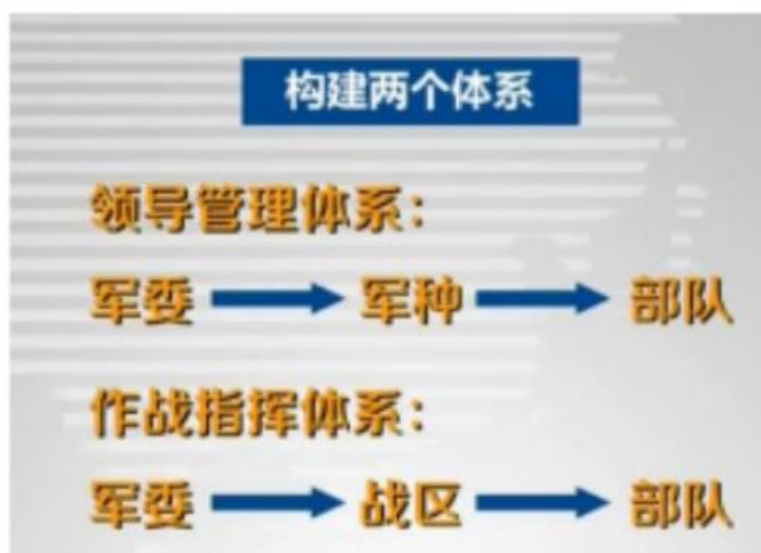 构建两个体系
领导管理体系：
军委 → 军种 → 部队
作战指挥体系：
军委 → 战区 → 部队